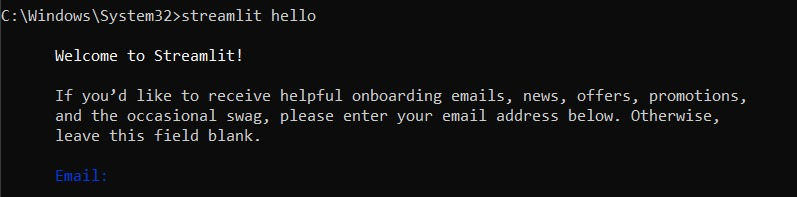 C:\Windows\System32>streamlit hello
Welcome to Streamlit!
If you’d like to receive helpful onboarding emails, news, offers, promotions,
and the occasional swag, please enter your email address below. Otherwise,
leave this field blank.
Email: